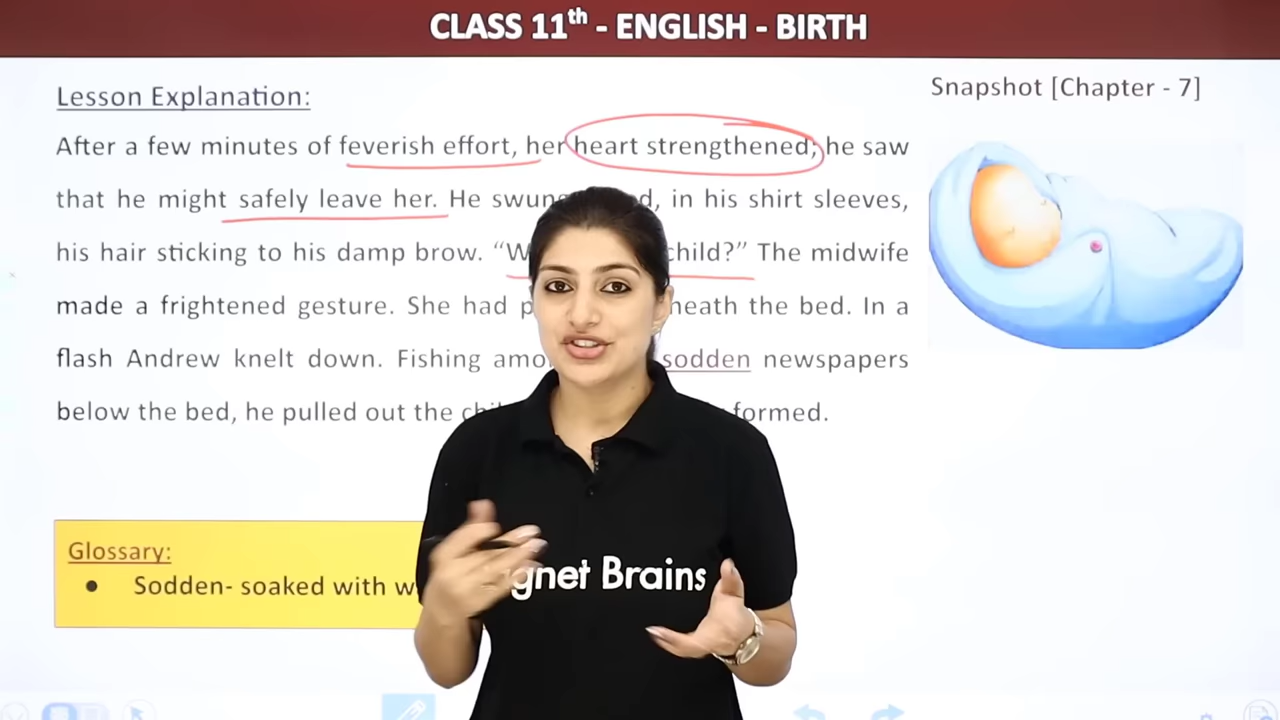 CLASS 11th - ENGLISH - BIRTH
Lesson Explanation:
Snapshot [Chapter - 7]
After a few minutes of feverish effort, her heart strengthened; he saw
that he might safely leave her. He swung, in his shirt sleeves,
his hair sticking to his damp brow. “ child?” The midwife
made a frightened gesture. She had the bed. In a
flash Andrew knelt down. Fishing sodden newspapers
below the bed, he pulled out the formed.
Glossary:
● Sodden- soaked with
Brains